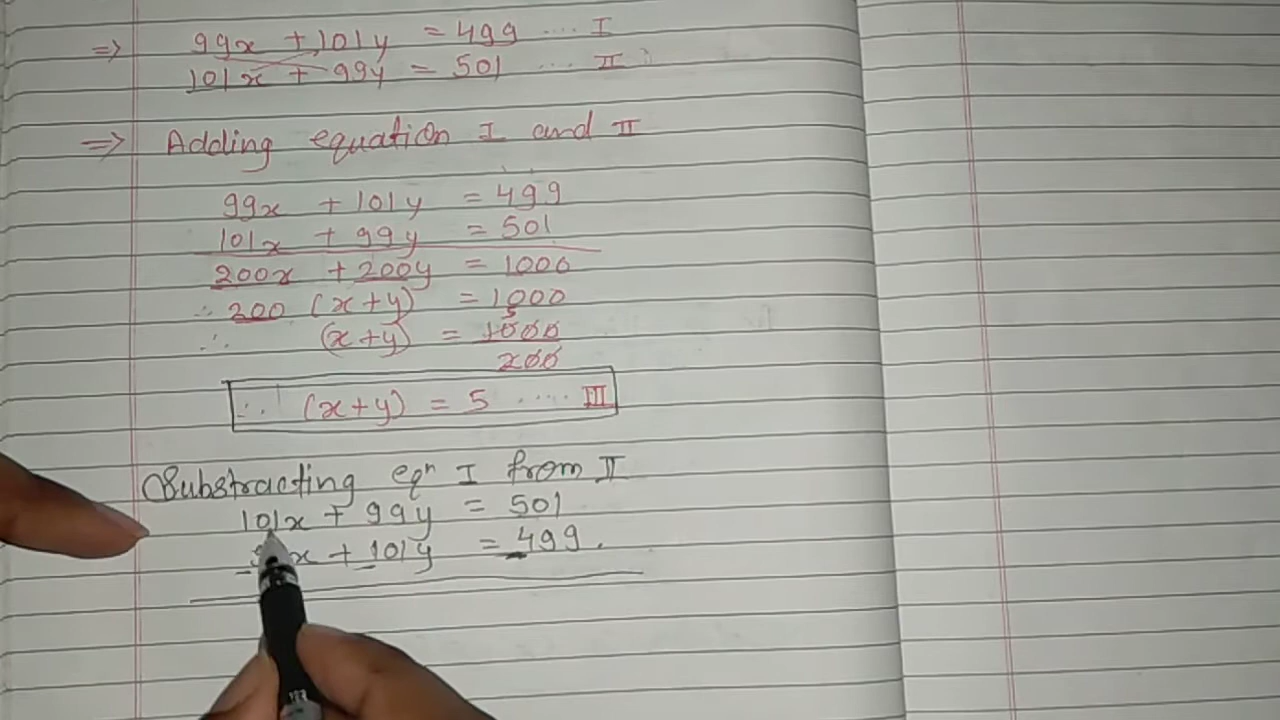 ⇒ 99x + 101y = 499 .... I
101x + 99y = 501 .... II
⇒ Adding equation I and II
99x + 101y = 499
101x + 99y = 501
200x + 200y = 1000
∴ 200 (x+y) = 1000
∴ (x+y) = 1000
5
200
∴ (x+y) = 5 ..... III
Substracting eqⁿ I from II
101x + 99y = 501
x + 101y = 499.